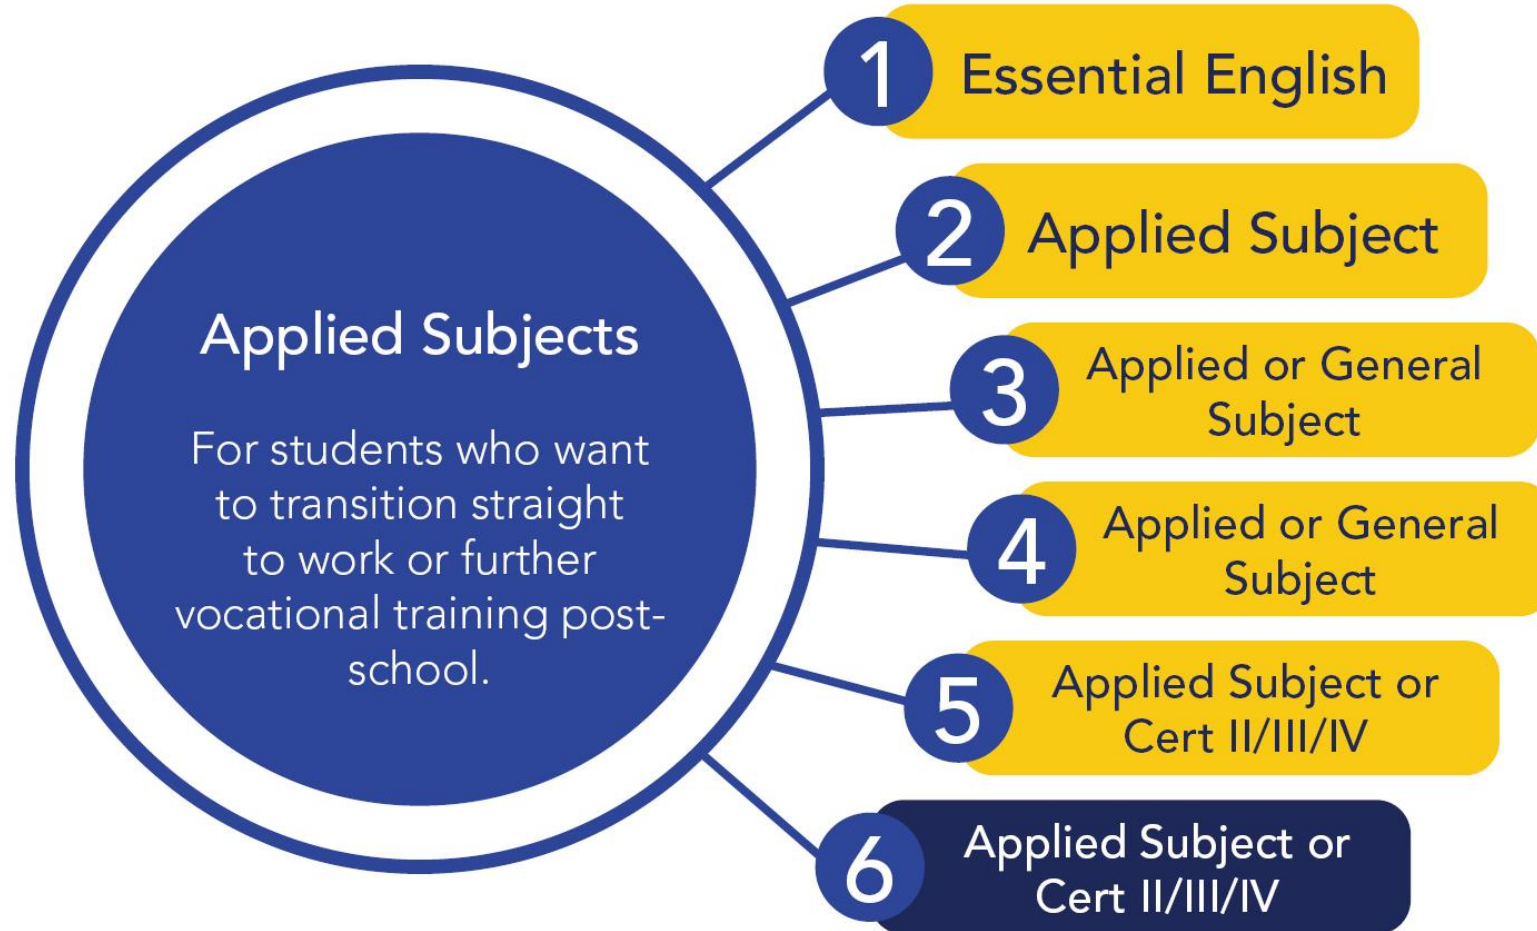 Applied Subjects
For students who want
to transition straight
to work or further
vocational training post-
school.
1
Essential English
2
Applied Subject
3
Applied or General
Subject
4
Applied or General
Subject
5
Applied Subject or
Cert II/III/IV
6
Applied Subject or
Cert II/III/IV